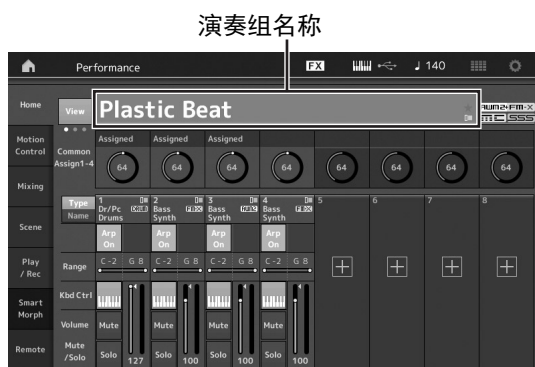 演奏组名称
Performance FX 140
Home View Plastic Beat AWM2+FM-X
MC SSS
Motion Control Common Assign1-4 Assigned Assigned Assigned
64 64 64 64 64 64 64 64
Mixing
Type 1 2 3 4 5 6 7 8
Name Dr/Pc Drums Bass Synth Bass Synth Bass Synth
Scene Arp On Arp On Arp On Arp On
Play / Rec Range C -2 G 8 C -2 G 8 C -2 G 8 C -2 G 8
Smart Morph Kbd Ctrl
Volume Mute Mute Mute Mute
Remote Mute /Solo Solo 127 Solo 100 Solo 100 Solo 100